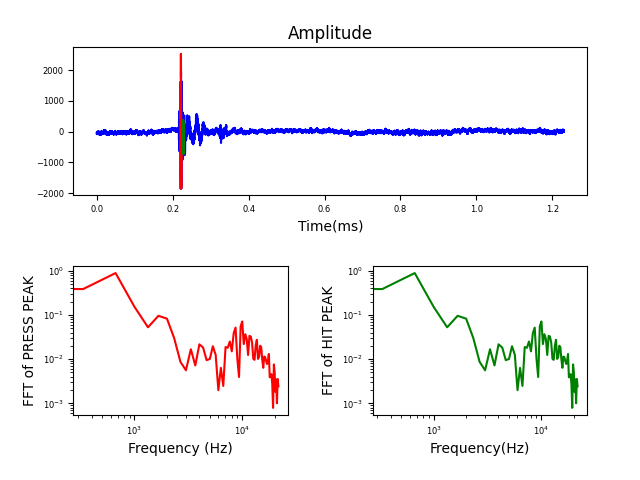 Amplitude
2000
1000
0
−1000
−2000
0.0 0.2 0.4 0.6 0.8 1.0 1.2
Time(ms)
FFT of PRESS PEAK
10⁰
10⁻¹
10⁻²
10⁻³
10³ 10⁴
Frequency (Hz)
FFT of HIT PEAK
10⁰
10⁻¹
10⁻²
10⁻³
10³ 10⁴
Frequency(Hz)